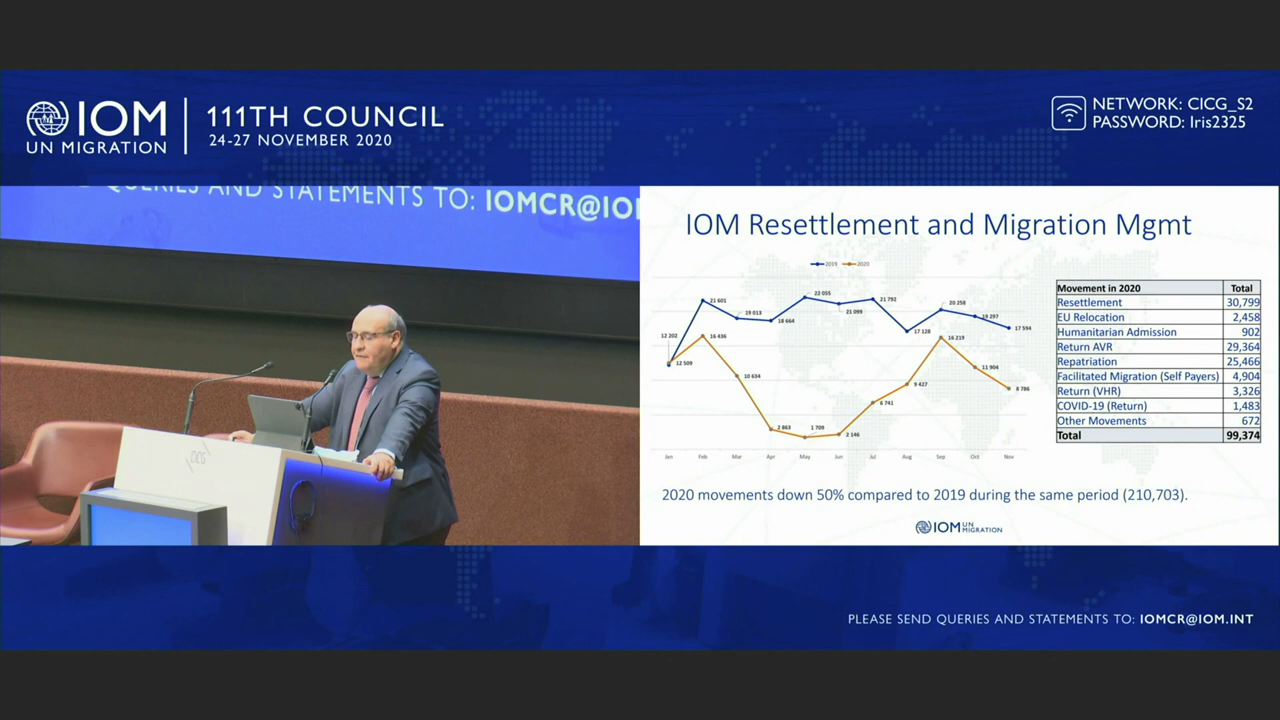 IOM
UN MIGRATION
111TH COUNCIL
24-27 NOVEMBER 2020
NETWORK: CICG_S2
PASSWORD: Iris2325
QUERIES AND STATEMENTS TO: IOMCR@IO
CICG
IOM Resettlement and Migration Mgmt
2019 2020
22 055
21 601
21 792
21 099
20 258
19 013
18 664
19 297
17 128
17 594
12 202
16 436
16 219
12 509
10 634
11 904
9 427
8 786
6 741
2 863
1 709
2 146
Jan Feb Mar Apr May Jun Jul Aug Sep Oct Nov
Movement in 2020 Total
Resettlement 30,799
EU Relocation 2,458
Humanitarian Admission 902
Return AVR 29,364
Repatriation 25,466
Facilitated Migration (Self Payers) 4,904
Return (VHR) 3,326
COVID-19 (Return) 1,483
Other Movements 672
Total 99,374
2020 movements down 50% compared to 2019 during the same period (210,703).
IOM UN MIGRATION
PLEASE SEND QUERIES AND STATEMENTS TO: IOMCR@IOM.INT